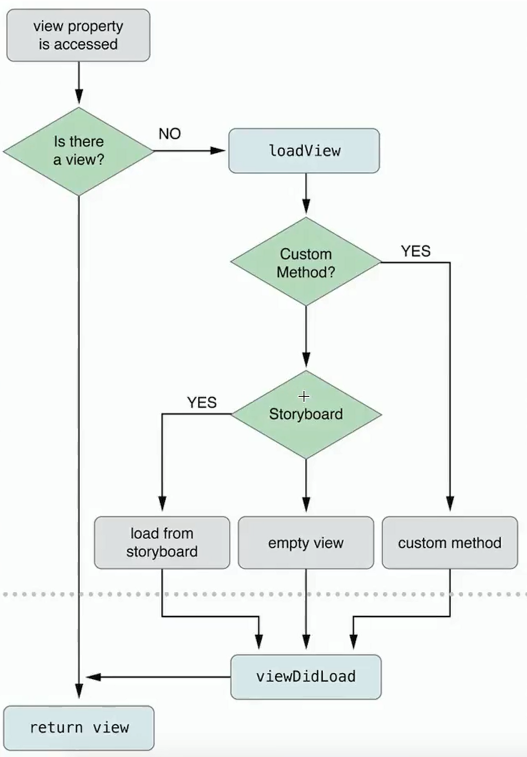 view property
is accessed
Is there
a view?
NO
loadView
Custom
Method?
YES
YES
Storyboard
load from
storyboard
empty view
custom method
viewDidLoad
return view